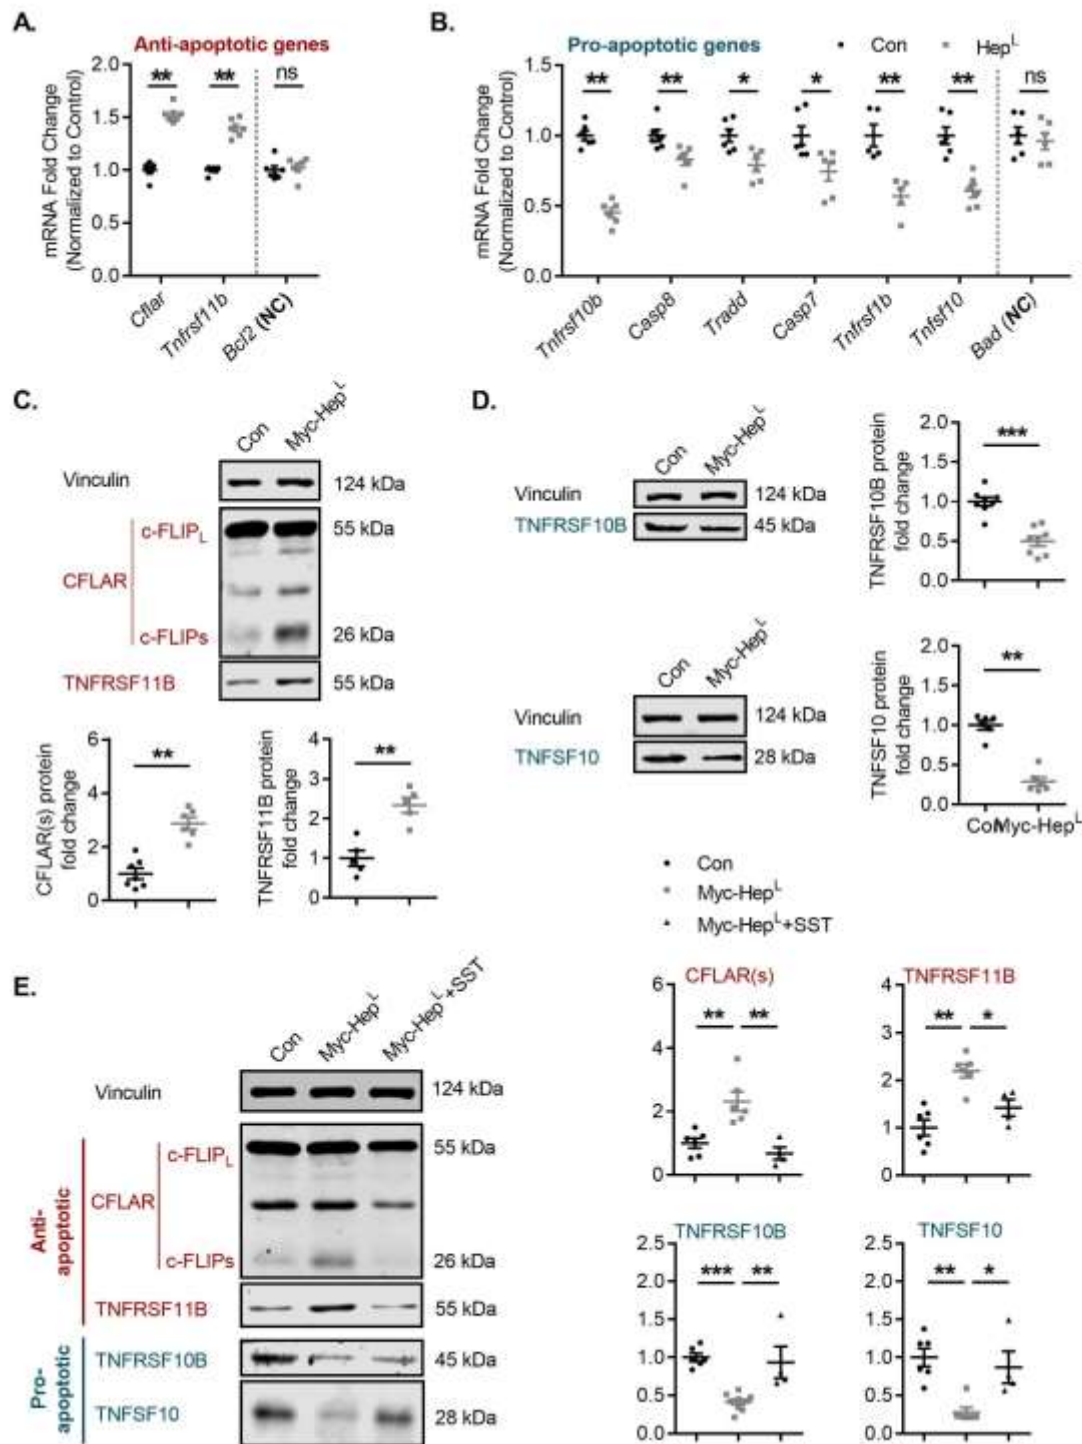 A.
Anti-apoptotic genes
mRNA Fold Change
(Normalized to Control)
2.0
1.5
1.0
0.5
0.0
**
**
ns
Cflar
Tnfrsf11b
Bcl2 (NC)
B.
Pro-apoptotic genes
Con
Hep^L
mRNA Fold Change
(Normalized to Control)
1.5
1.0
0.5
0.0
**
**
*
*
**
**
ns
Tnfrsf10b
Casp8
Tradd
Casp7
Tnfrsf1b
Tnfsf10
Bad (NC)
C.
Con
Myc-Hep^L
Vinculin
124 kDa
c-FLIP_L
55 kDa
CFLAR
c-FLIPs
26 kDa
TNFRSF11B
55 kDa
CFLAR(s) protein
fold change
6
4
2
0
**
TNFRSF11B protein
fold change
4
3
2
1
0
**
D.
Con
Myc-Hep^L
Vinculin
124 kDa
TNFRSF10B
45 kDa
TNFRSF10B protein
fold change
2.0
1.5
1.0
0.5
0.0
***
Con
Myc-Hep^L
Vinculin
124 kDa
TNFSF10
28 kDa
TNFSF10 protein
fold change
2.0
1.5
1.0
0.5
0.0
**
Con
Myc-Hep^L
Con
Myc-Hep^L
Myc-Hep^L+SST
E.
Con
Myc-Hep^L
Myc-Hep^L+SST
Vinculin
124 kDa
Anti-
apoptotic
c-FLIP_L
55 kDa
CFLAR
c-FLIPs
26 kDa
TNFRSF11B
55 kDa
Pro-
apoptotic
TNFRSF10B
45 kDa
TNFSF10
28 kDa
CFLAR(s)
6
4
2
0
**
**
TNFRSF11B
4
3
2
1
0
**
*
TNFRSF10B
2.5
2.0
1.5
1.0
0.5
0.0
***
**
TNFSF10
2.5
2.0
1.5
1.0
0.5
0.0
**
*